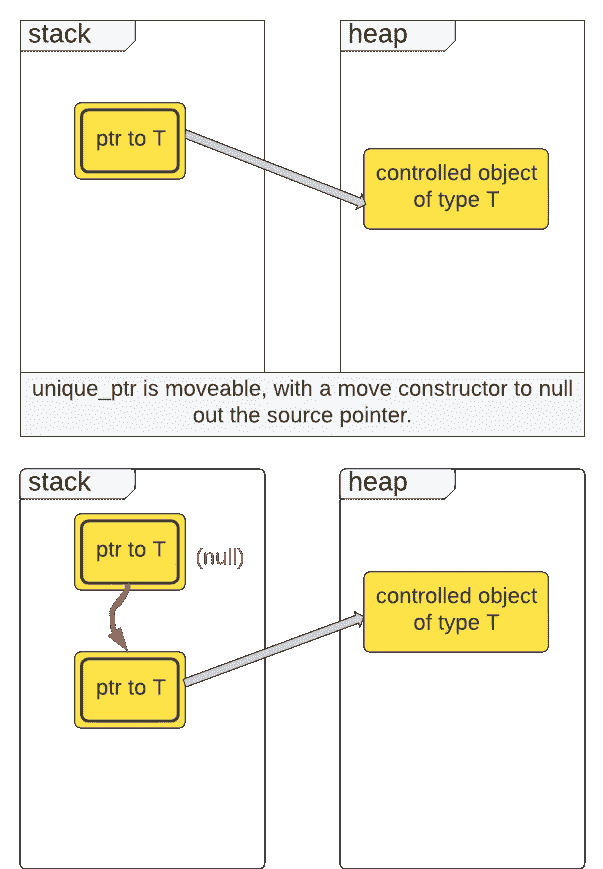 stack
heap
ptr to T
controlled object
of type T
unique_ptr is moveable, with a move constructor to null
out the source pointer.
stack
heap
ptr to T
(null)
controlled object
of type T
ptr to T